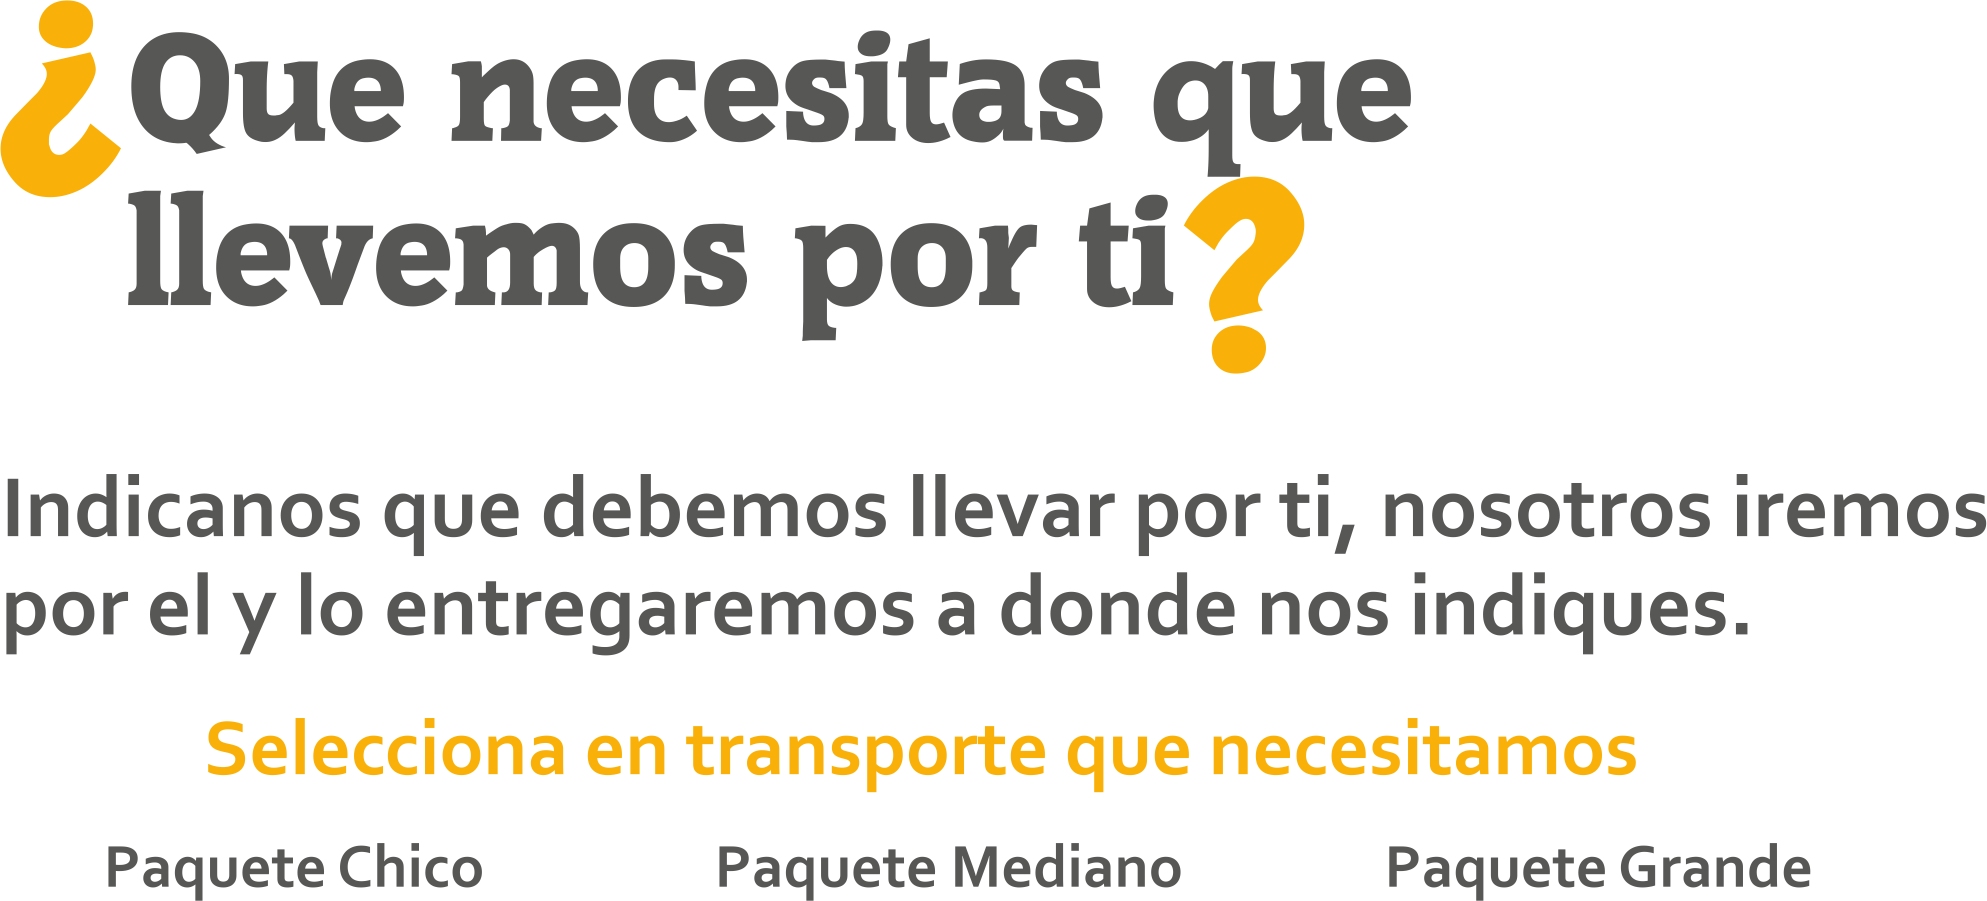 ¿Que necesitas que
llevemos por ti?
Indicanos que debemos llevar por ti, nosotros iremos
por el y lo entregaremos a donde nos indiques.
Selecciona en transporte que necesitamos
Paquete Chico Paquete Mediano Paquete Grande